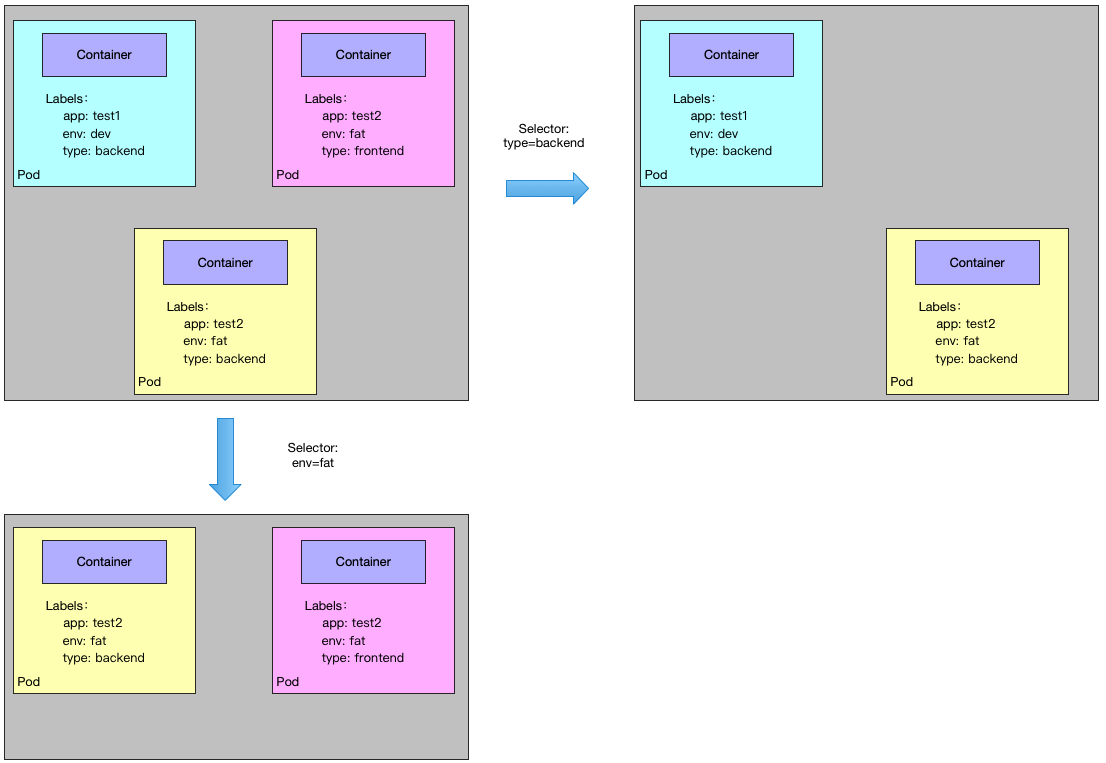 Container
Labels：
app: test1
env: dev
type: backend
Pod
Container
Labels：
app: test2
env: fat
type: frontend
Pod
Container
Labels：
app: test2
env: fat
type: backend
Pod
Selector:
type=backend
Container
Labels：
app: test1
env: dev
type: backend
Pod
Container
Labels：
app: test2
env: fat
type: backend
Pod
Selector:
env=fat
Container
Labels：
app: test2
env: fat
type: backend
Pod
Container
Labels：
app: test2
env: fat
type: frontend
Pod